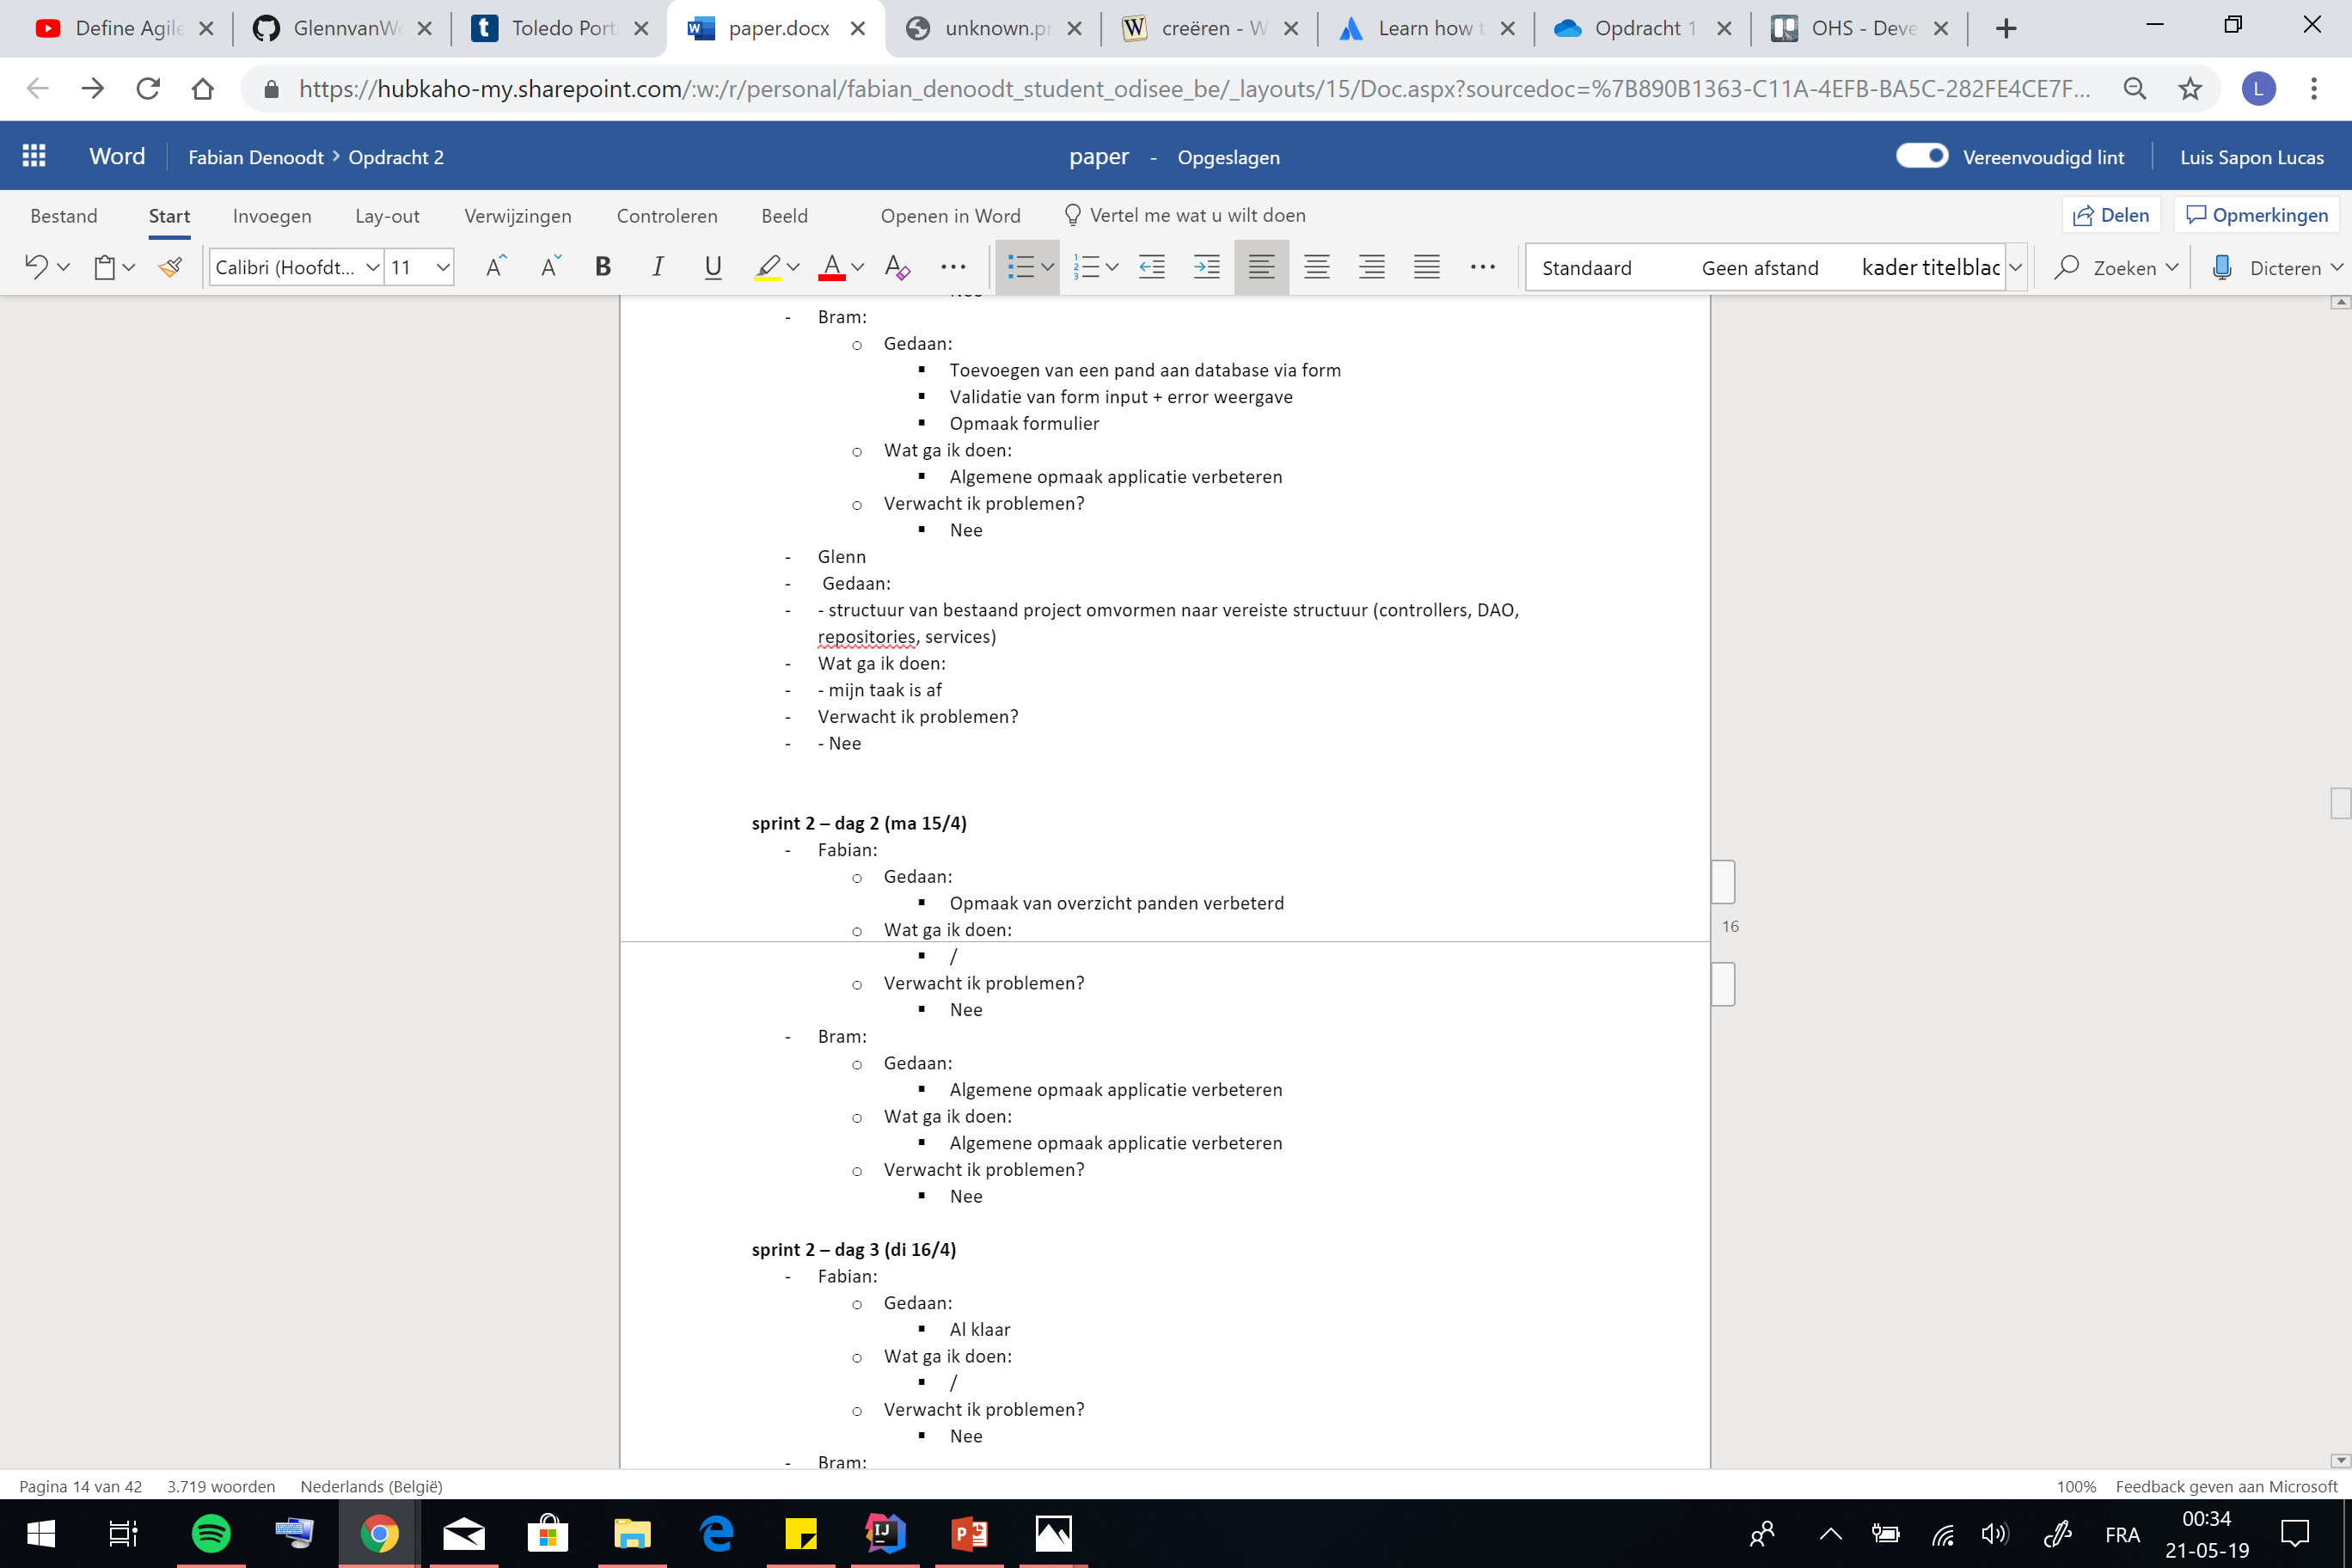 Define Agile
GlennvanWe
Toledo Porta
paper.docx
unknown.pr
creëren - W
Learn how t
Opdracht 1
OHS - Deve
https://hubkaho-my.sharepoint.com/:w:/r/personal/fabian_denoodt_student_odisee_be/_layouts/15/Doc.aspx?sourcedoc=%7B890B1363-C11A-4EFB-BA5C-282FE4CE7F...
L
Word
Fabian Denoodt > Opdracht 2
paper - Opgeslagen
Vereenvoudigd lint
Luis Sapon Lucas
Bestand
Start
Invoegen
Lay-out
Verwijzingen
Controleren
Beeld
Openen in Word
Vertel me wat u wilt doen
Delen
Opmerkingen
Calibri (Hoofdt...
11
Standaard
Geen afstand
kader titelblac
Zoeken
Dicteren
- Bram:
o Gedaan:
▪ Toevoegen van een pand aan database via form
▪ Validatie van form input + error weergave
▪ Opmaak formulier
o Wat ga ik doen:
▪ Algemene opmaak applicatie verbeteren
o Verwacht ik problemen?
▪ Nee
- Glenn
- Gedaan:
- - structuur van bestaand project omvormen naar vereiste structuur (controllers, DAO,
repositories, services)
- Wat ga ik doen:
- - mijn taak is af
- Verwacht ik problemen?
- - Nee
sprint 2 – dag 2 (ma 15/4)
- Fabian:
o Gedaan:
▪ Opmaak van overzicht panden verbeterd
o Wat ga ik doen:
16
▪ /
o Verwacht ik problemen?
▪ Nee
- Bram:
o Gedaan:
▪ Algemene opmaak applicatie verbeteren
o Wat ga ik doen:
▪ Algemene opmaak applicatie verbeteren
o Verwacht ik problemen?
▪ Nee
sprint 2 – dag 3 (di 16/4)
- Fabian:
o Gedaan:
▪ Al klaar
o Wat ga ik doen:
▪ /
o Verwacht ik problemen?
▪ Nee
- Bram:
Pagina 14 van 42
3.719 woorden
Nederlands (België)
100%
Feedback geven aan Microsoft
FRA
00:34
21-05-19